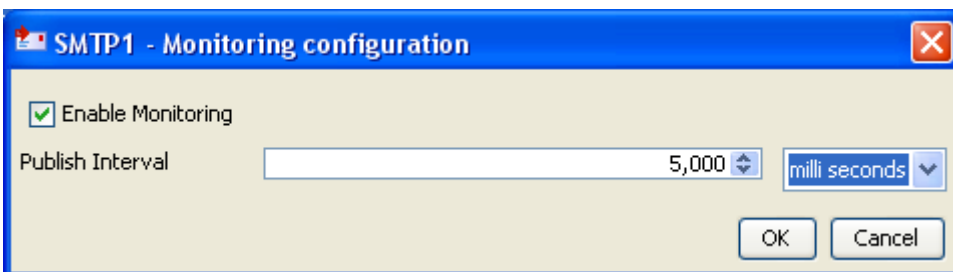 SMTP1 - Monitoring configuration
Enable Monitoring
Publish Interval 5,000 milli seconds
OK Cancel